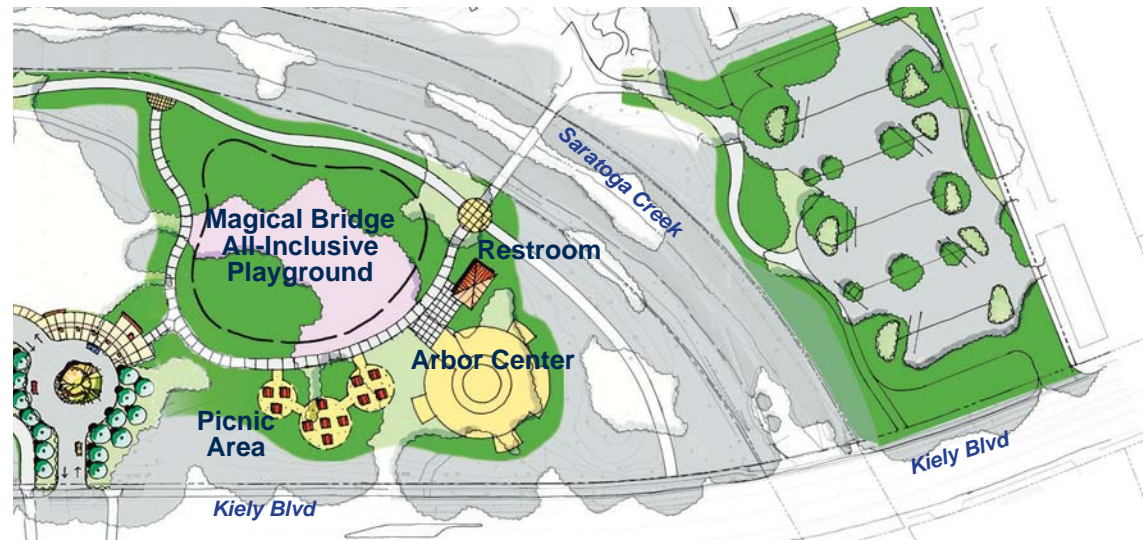 Magical Bridge
All-Inclusive
Playground
Saratoga Creek
Restroom
Arbor Center
Picnic
Area
Kiely Blvd
Kiely Blvd